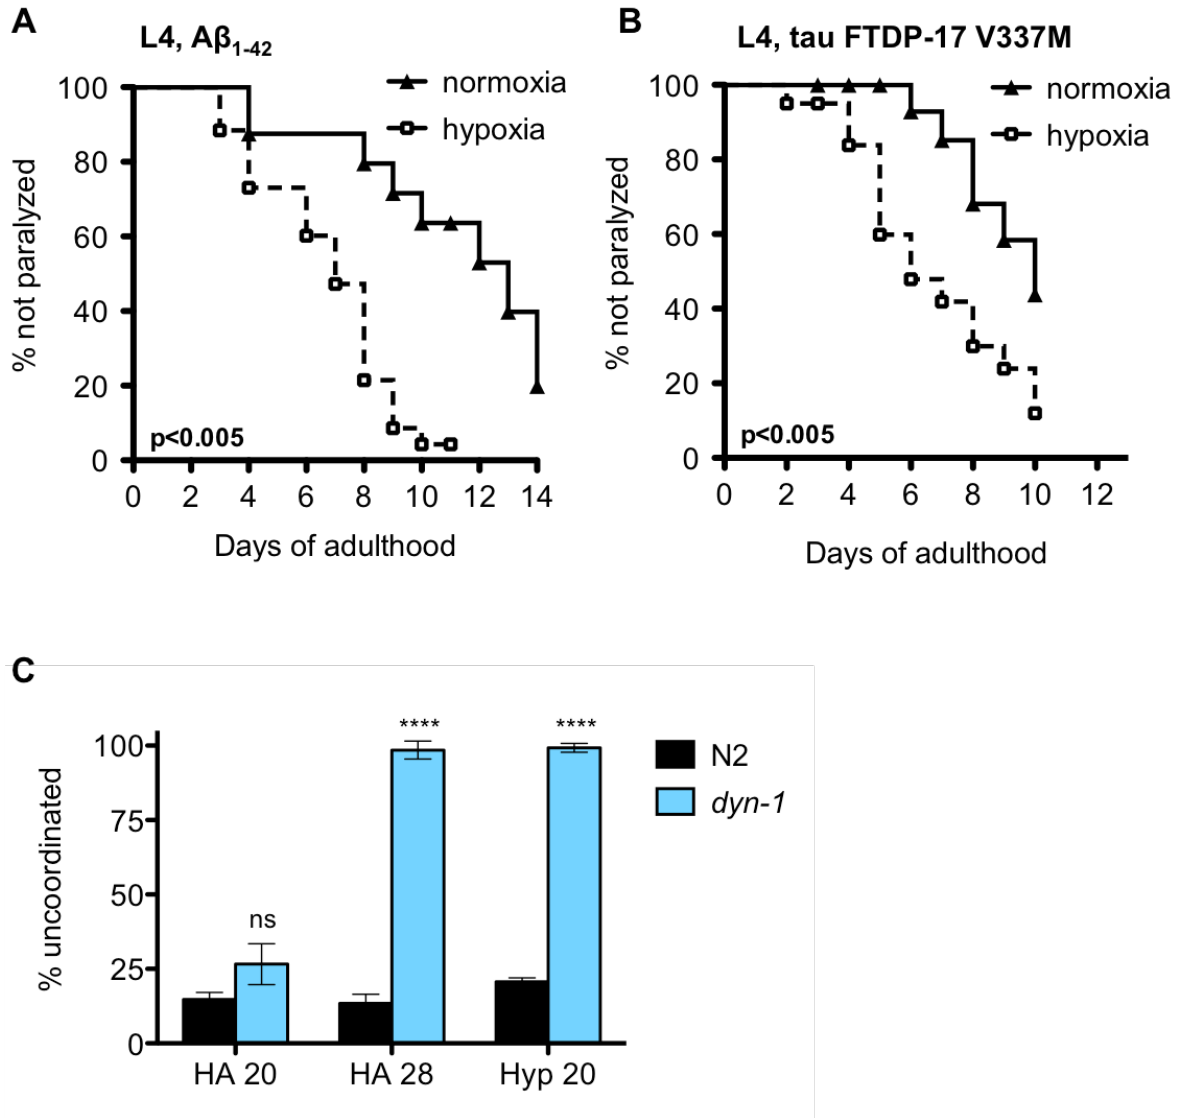 A
L4, Aβ1-42
normoxia
hypoxia
% not paralyzed
100
80
60
40
20
0
p<0.005
0 2 4 6 8 10 12 14
Days of adulthood
B
L4, tau FTDP-17 V337M
normoxia
hypoxia
% not paralyzed
100
80
60
40
20
0
p<0.005
0 2 4 6 8 10 12
Days of adulthood
C
% uncoordinated
100
75
50
25
0
ns
****
****
N2
dyn-1
HA 20 HA 28 Hyp 20